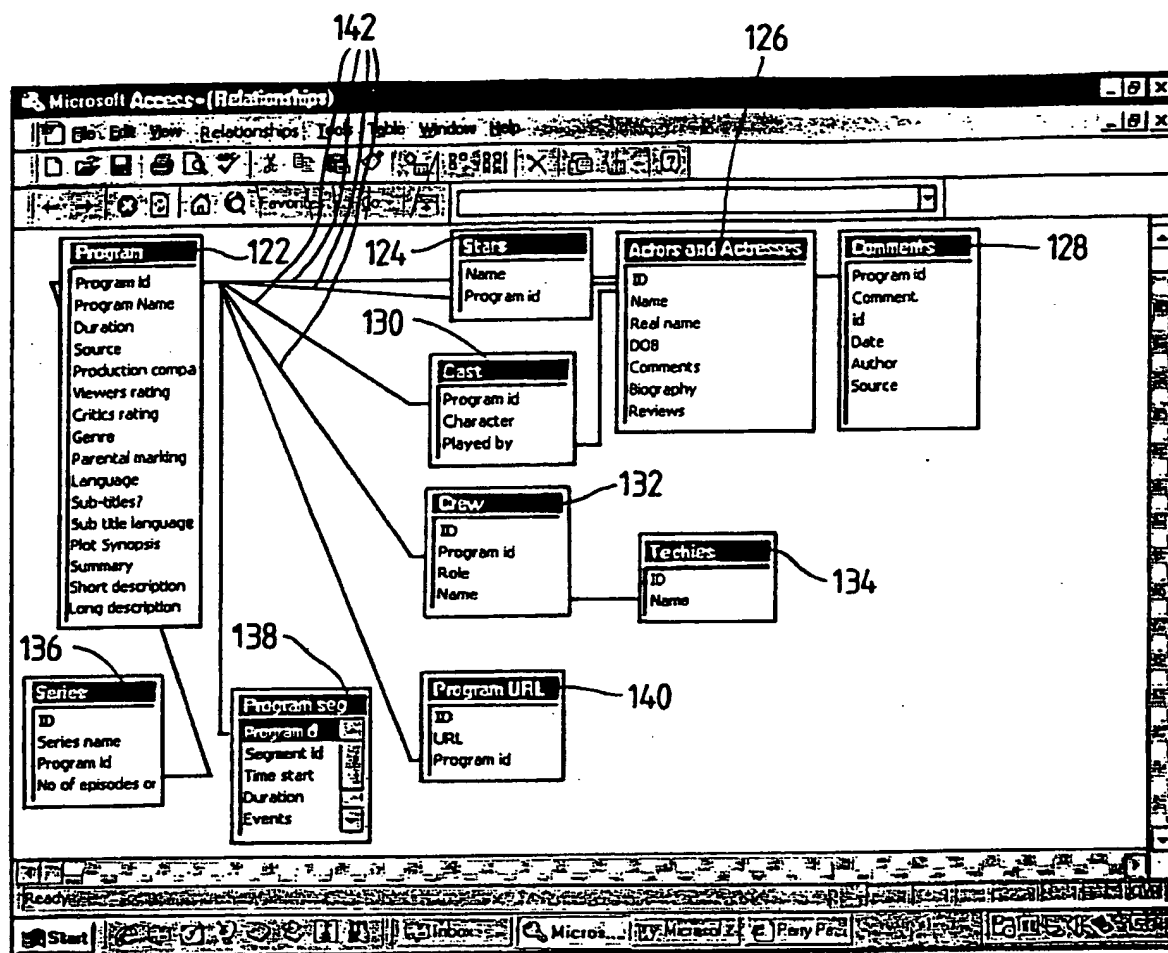 142
126
Microsoft Access - (Relationships)
File Edit View Relationships Tools Table Window Help
Favorites Go
Program
Program Id
Program Name
Duration
Source
Production compa
Viewers rating
Critics rating
Genre
Parental marking
Language
Sub-titles?
Sub title language
Plot Synopsis
Summary
Short description
Long description
122
124
Stars
Name
Program id
Actors and Actresses
ID
Name
Real name
DOB
Comments
Biography
Reviews
Comments
Program id
Comment.
id
Date
Author
Source
128
130
Cast
Program id
Character
Played by
Crew
ID
Program id
Role
Name
132
Techies
ID
Name
134
136
Series
ID
Series name
Program Id
No of episodes or
138
Program seg
Program d
Segment id
Time start
Duration
Events
Program URL
ID
URL
Program id
140
Ready
Start
Inbox
Micros...